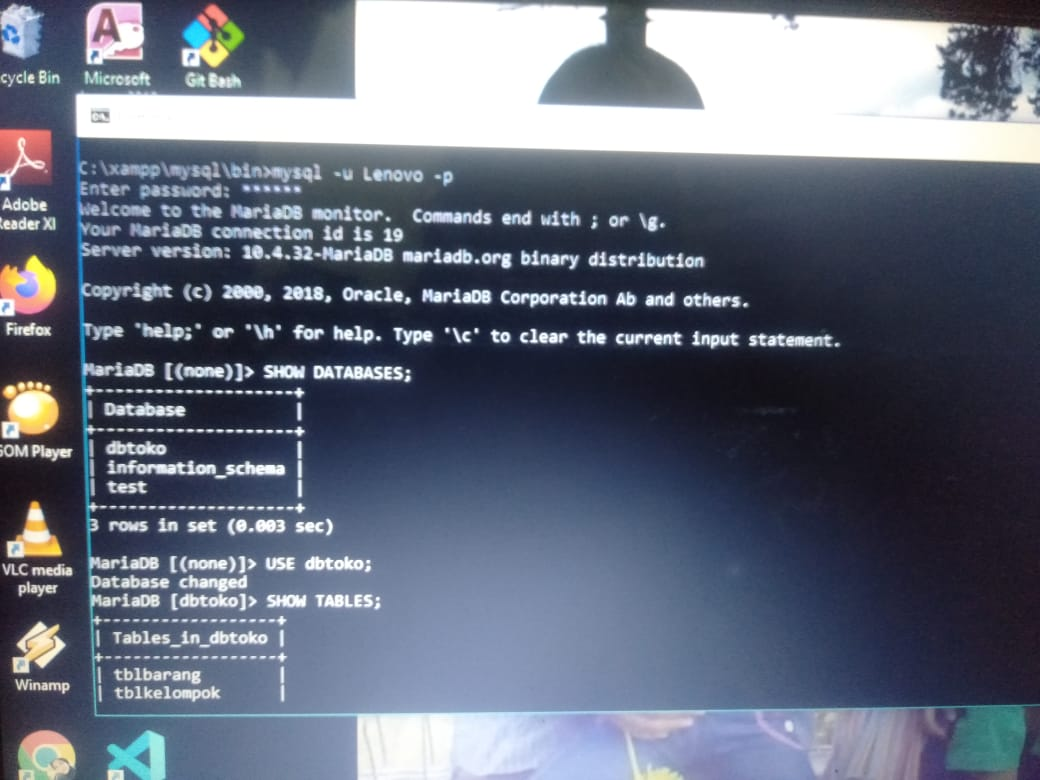 cycle Bin
Microsoft
Git Bash
Adobe
Reader XI
Firefox
GOM Player
VLC media
player
Winamp
C:\xampp\mysql\bin>mysql -u Lenovo -p
Enter password: ******
Welcome to the MariaDB monitor.  Commands end with ; or \g.
Your MariaDB connection id is 19
Server version: 10.4.32-MariaDB mariadb.org binary distribution
Copyright (c) 2000, 2018, Oracle, MariaDB Corporation Ab and others.
Type 'help;' or '\h' for help. Type '\c' to clear the current input statement.
MariaDB [(none)]> SHOW DATABASES;
+--------------------+
| Database           |
+--------------------+
| dbtoko             |
| information_schema |
| test               |
+--------------------+
3 rows in set (0.003 sec)
MariaDB [(none)]> USE dbtoko;
Database changed
MariaDB [dbtoko]> SHOW TABLES;
+------------------+
| Tables_in_dbtoko |
+------------------+
| tblbarang        |
| tblkelompok      |